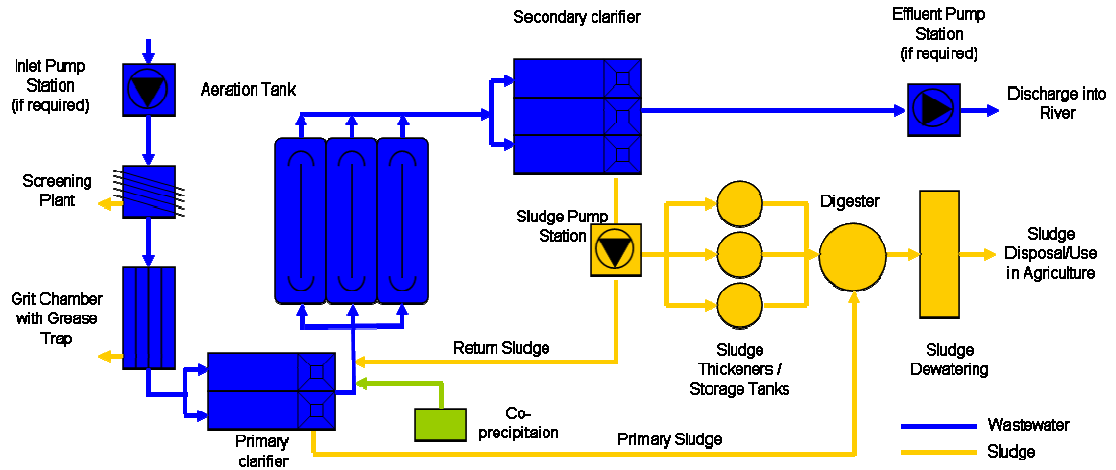 Secondary clarifier
Effluent Pump
Station
(if required)
Inlet Pump
Station
(if required)
Aeration Tank
Discharge into
River
Screening
Plant
Sludge Pump
Station
Digester
Sludge
Disposal/Use
in Agriculture
Grit Chamber
with Grease
Trap
Return Sludge
Sludge
Thickeners /
Storage Tanks
Sludge
Dewatering
Co-
precipitaion
Primary
clarifier
Primary Sludge
Wastewater
Sludge